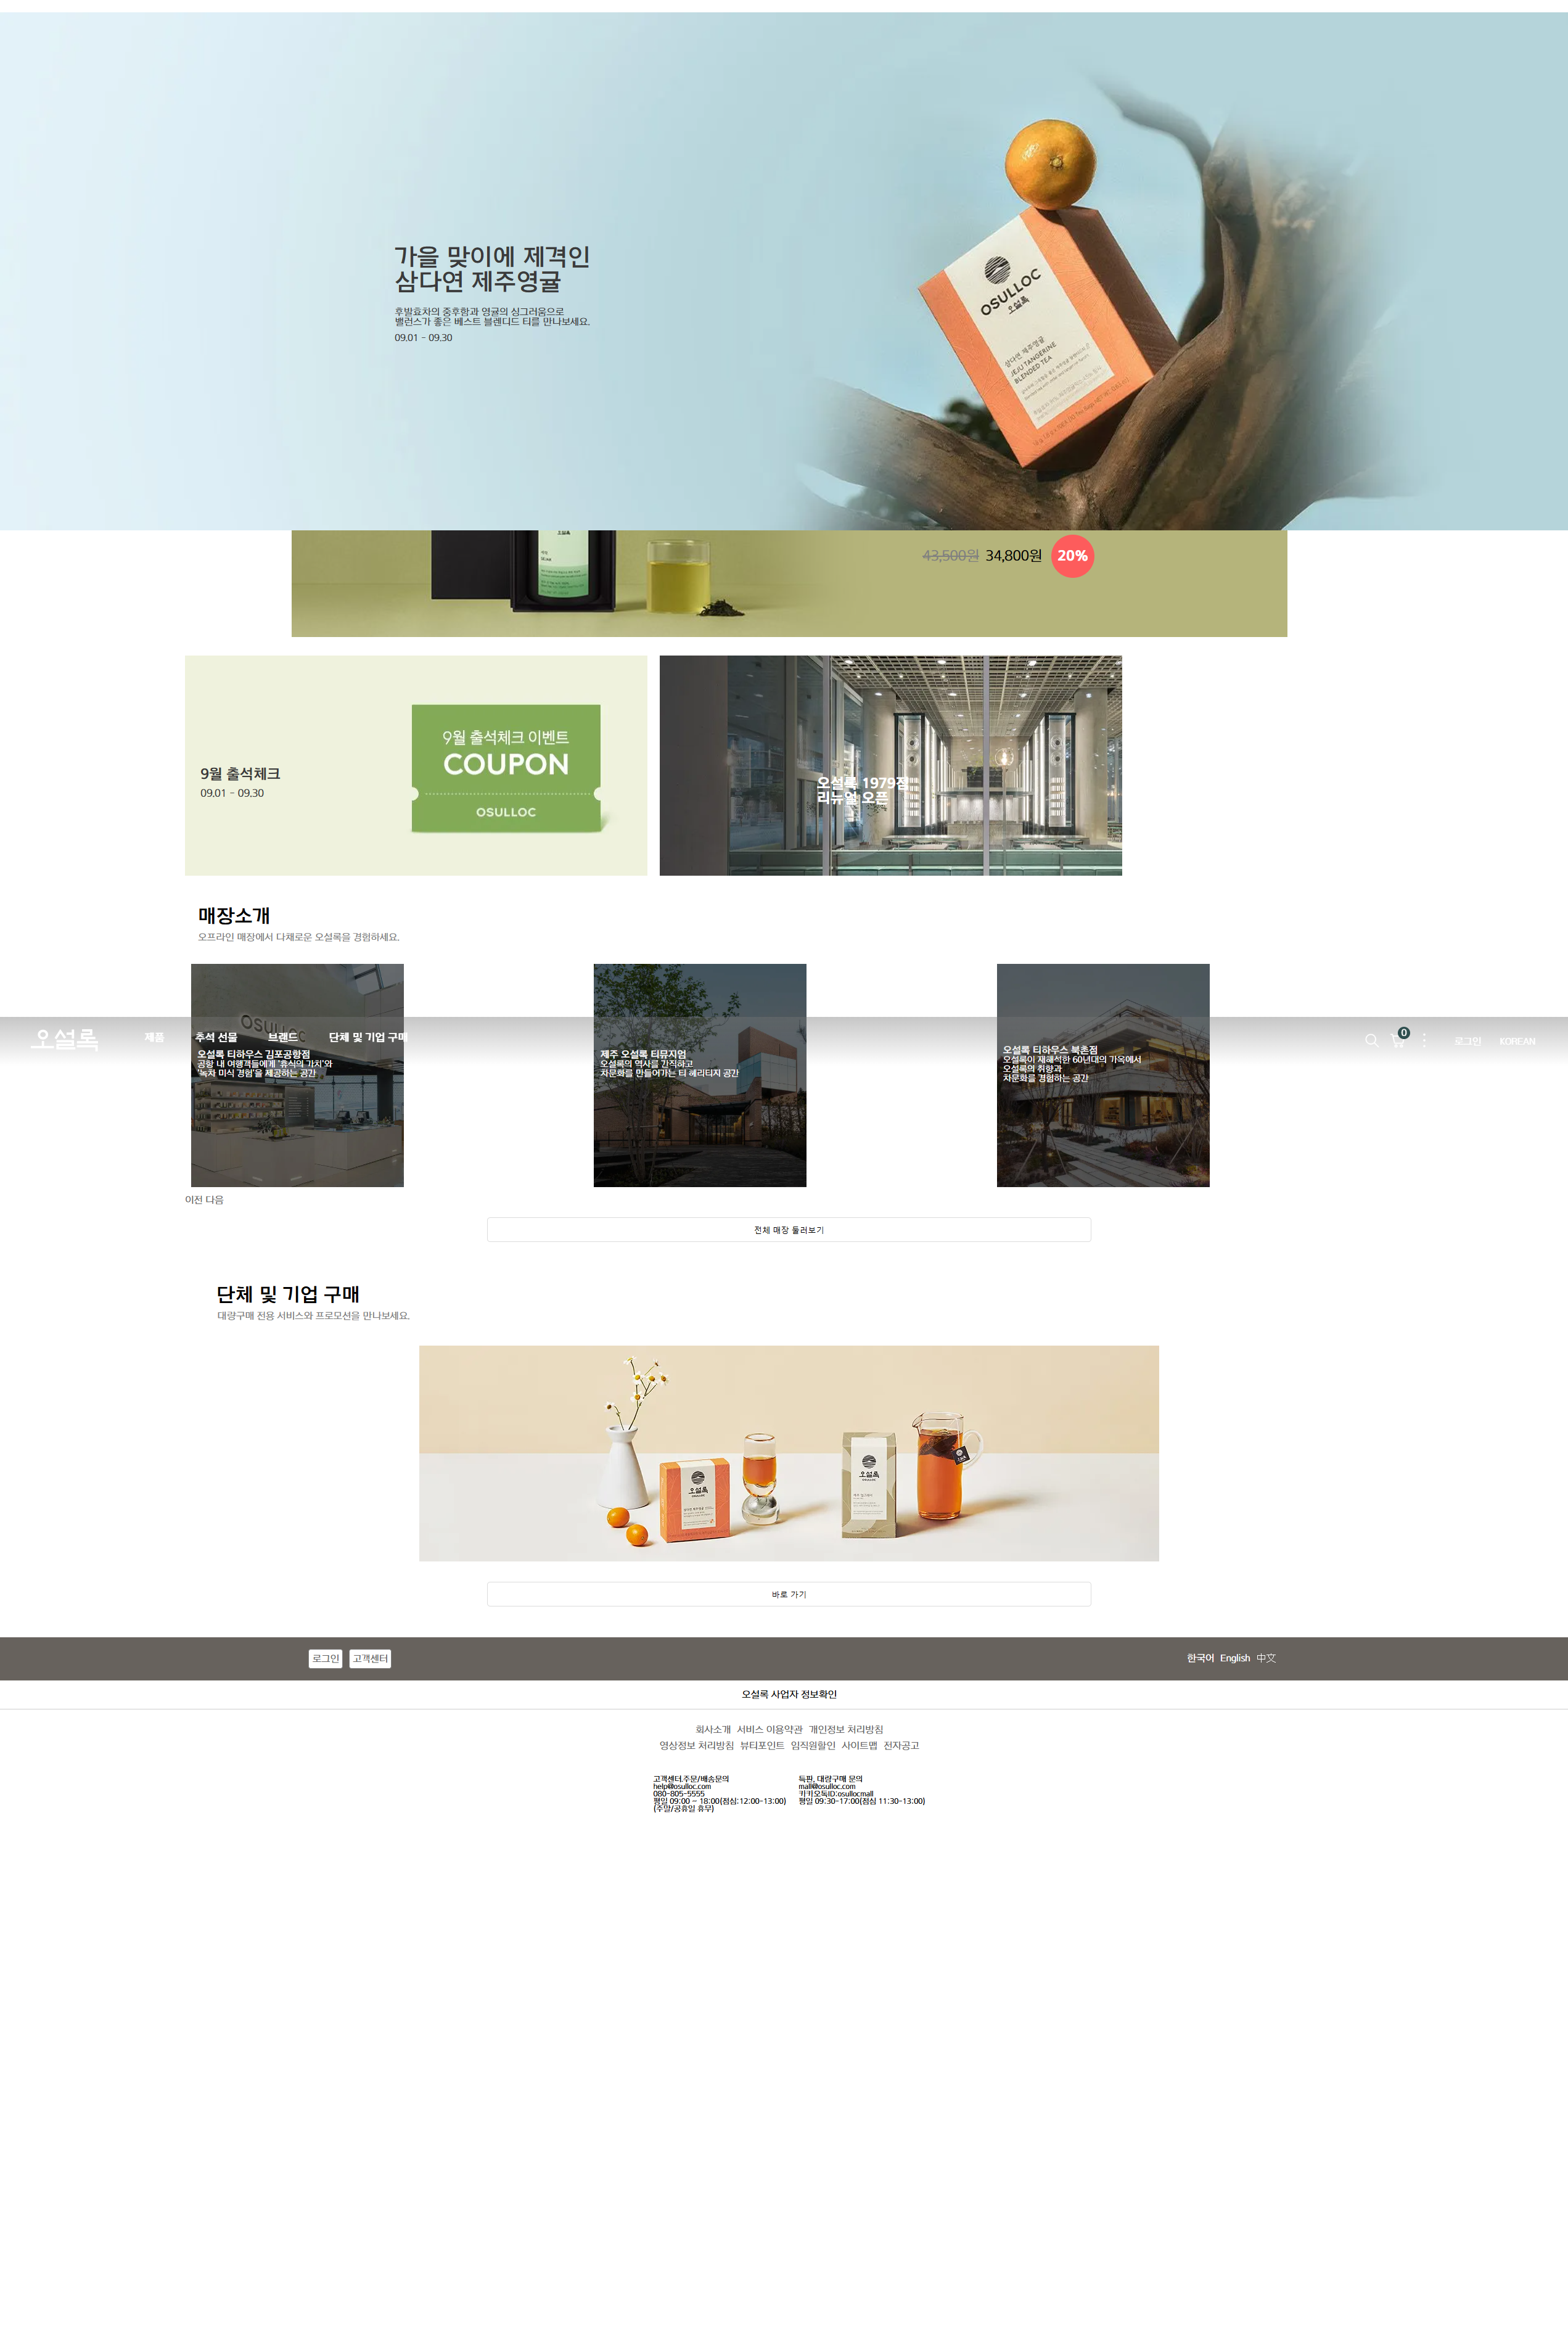 가을 맞이에 제격인
삼다연 제주영귤
후발효차의 중후함과 영귤의 싱그러움으로
밸런스가 좋은 베스트 블렌디드 티를 만나보세요.
09.01 - 09.30
OSULLOC
오설록
삼다연 제주영귤
JEJU TANGERINE
BLENDED TEA
오설록
43,500원 34,800원 20%
9월 출석체크
09.01 - 09.30
9월 출석체크 이벤트
COUPON
OSULLOC
오설록 1979점
리뉴얼 오픈
매장소개
오프라인 매장에서 다채로운 오설록을 경험하세요.
OSULLOC
오설록 제품 추석 선물 브랜드 단체 및 기업 구매 0 로그인 KOREAN
오설록 티하우스 김포공항점
공항 내 여행객들에게 '휴식의 가치'와
'녹차 미식 경험'을 제공하는 공간
제주 오설록 티뮤지엄
오설록의 역사를 간직하고
차문화를 만들어가는 티 헤리티지 공간
오설록 티하우스 북촌점
오설록이 재해석한 60년대의 가옥에서
오설록의 취향과
차문화를 경험하는 공간
이전 다음
전체 매장 둘러보기
단체 및 기업 구매
대량구매 전용 서비스와 프로모션을 만나보세요.
오설록
오설록
OSULLOC
바로 가기
로그인 고객센터 한국어 English 中文
오설록 사업자 정보확인
회사소개 서비스 이용약관 개인정보 처리방침
영상정보 처리방침 뷰티포인트 임직원할인 사이트맵 전자공고
고객센터.주문/배송문의
help@osulloc.com
080-805-5555
평일 09:00 ~ 18:00(점심:12:00-13:00)
(주말/공휴일 휴무)
특판, 대량구매 문의
mall@osulloc.com
카카오톡ID:osullocmall
평일 09:30-17:00(점심 11:30-13:00)